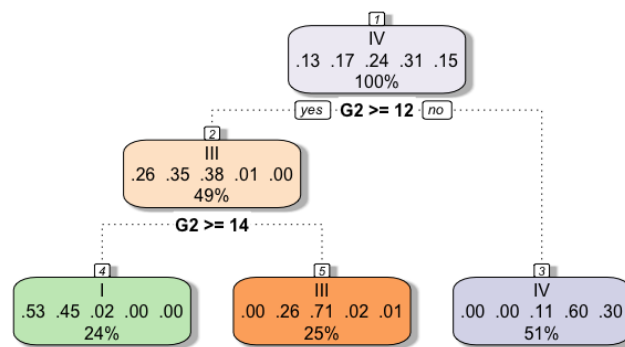 1
IV
.13 .17 .24 .31 .15
100%
yes G2 >= 12 no
2
III
.26 .35 .38 .01 .00
49%
G2 >= 14
4
I
.53 .45 .02 .00 .00
24%
5
III
.00 .26 .71 .02 .01
25%
3
IV
.00 .00 .11 .60 .30
51%